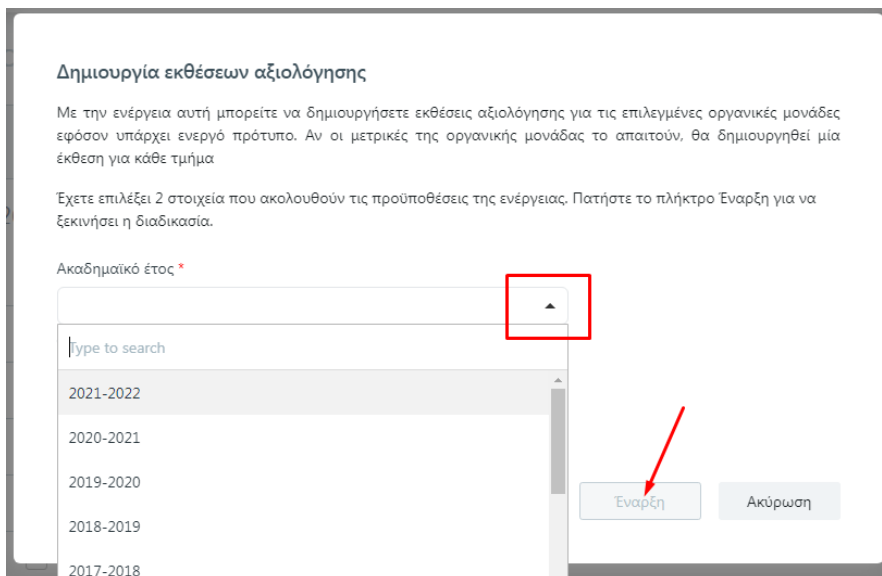 Δημιουργία εκθέσεων αξιολόγησης
Με την ενέργεια αυτή μπορείτε να δημιουργήσετε εκθέσεις αξιολόγησης για τις επιλεγμένες οργανικές μονάδες
εφόσον υπάρχει ενεργό πρότυπο. Αν οι μετρικές της οργανικής μονάδας το απαιτούν, θα δημιουργηθεί μία
έκθεση για κάθε τμήμα
Έχετε επιλέξει 2 στοιχεία που ακολουθούν τις προϋποθέσεις της ενέργειας. Πατήστε το πλήκτρο Έναρξη για να
ξεκινήσει η διαδικασία.
Ακαδημαϊκό έτος *
Type to search
2021-2022
2020-2021
2019-2020
2018-2019
2017-2018
Έναρξη
Ακύρωση